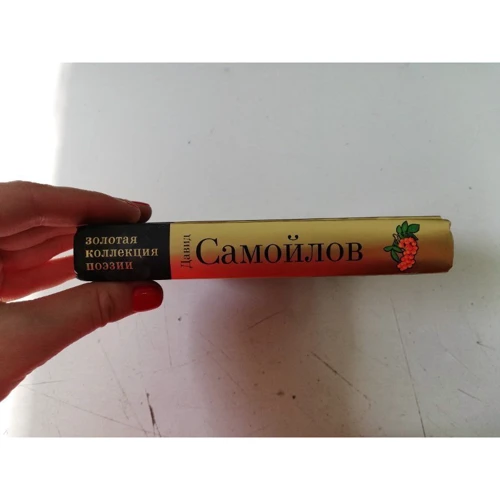 золотая
коллекция
поэзии
Давид
Самойлов